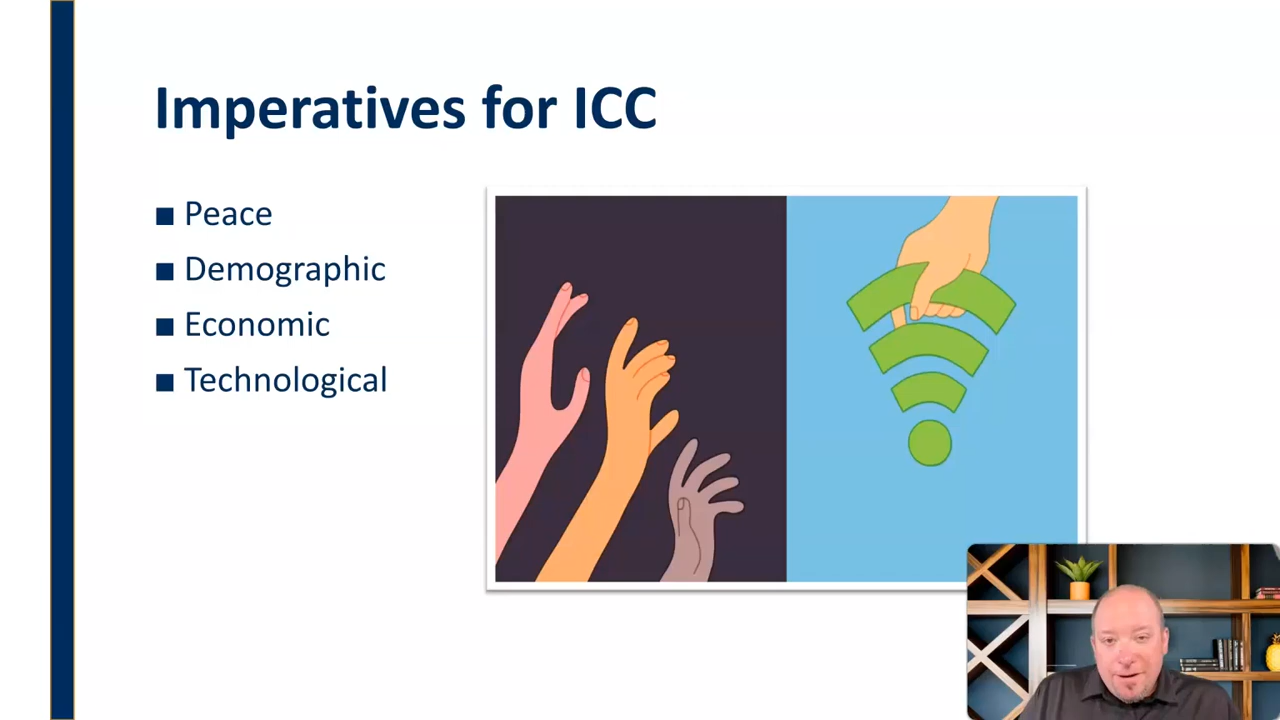 Imperatives for ICC
■ Peace
■ Demographic
■ Economic
■ Technological